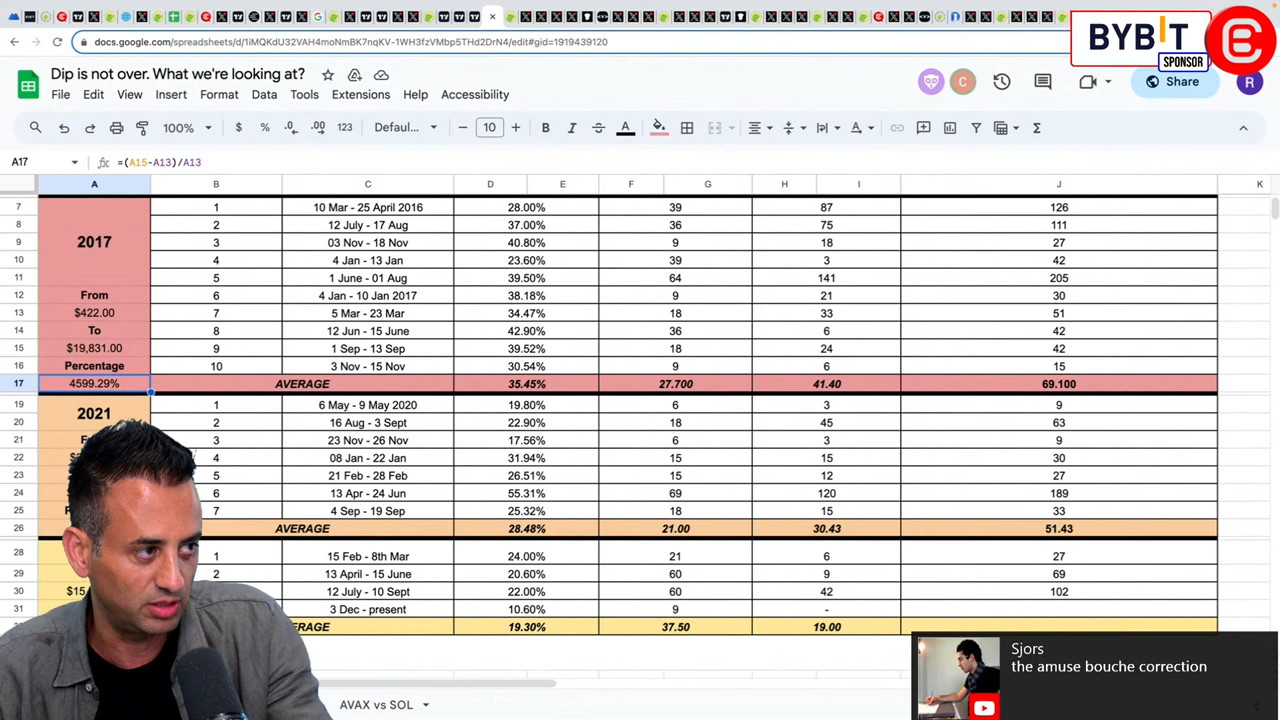 docs.google.com/spreadsheets/d/1iMQKdU32VAH4moNmBK7nqKV-1WH3fzVMbp5THd2DrN4/edit#gid=1919439120
BYBIT
SPONSOR
Dip is not over. What we're looking at?
File Edit View Insert Format Data Tools Extensions Help Accessibility
C
Share
R
100% $ % .0 .00 123 Defaul... 10 B I A
A17 fx =(A15-A13)/A13
A B C D E F G H I J K
7 1 10 Mar - 25 April 2016 28.00% 39 87 126
8 2 12 July - 17 Aug 37.00% 36 75 111
9 2017 3 03 Nov - 18 Nov 40.80% 9 18 27
10 4 4 Jan - 13 Jan 23.60% 39 3 42
11 5 1 June - 01 Aug 39.50% 64 141 205
12 From 6 4 Jan - 10 Jan 2017 38.18% 9 21 30
13 $422.00 7 5 Mar - 23 Mar 34.47% 18 33 51
14 To 8 12 Jun - 15 June 42.90% 36 6 42
15 $19,831.00 9 1 Sep - 13 Sep 39.52% 18 24 42
16 Percentage 10 3 Nov - 15 Nov 30.54% 9 6 15
17 4599.29% AVERAGE 35.45% 27.700 41.40 69.100
19 2021 1 6 May - 9 May 2020 19.80% 6 3 9
20 2 16 Aug - 3 Sept 22.90% 18 45 63
21 3 23 Nov - 26 Nov 17.56% 6 3 9
22 4 08 Jan - 22 Jan 31.94% 15 15 30
23 5 21 Feb - 28 Feb 26.51% 15 12 27
24 6 13 Apr - 24 Jun 55.31% 69 120 189
25 7 4 Sep - 19 Sep 25.32% 18 15 33
26 AVERAGE 28.48% 21.00 30.43 51.43
28 1 15 Feb - 8th Mar 24.00% 21 6 27
29 2 13 April - 15 June 20.60% 60 9 69
30 12 July - 10 Sept 22.00% 60 42 102
31 3 Dec - present 10.60% 9 -
19.30% 37.50 19.00
Sjors
the amuse bouche correction
AVAX vs SOL